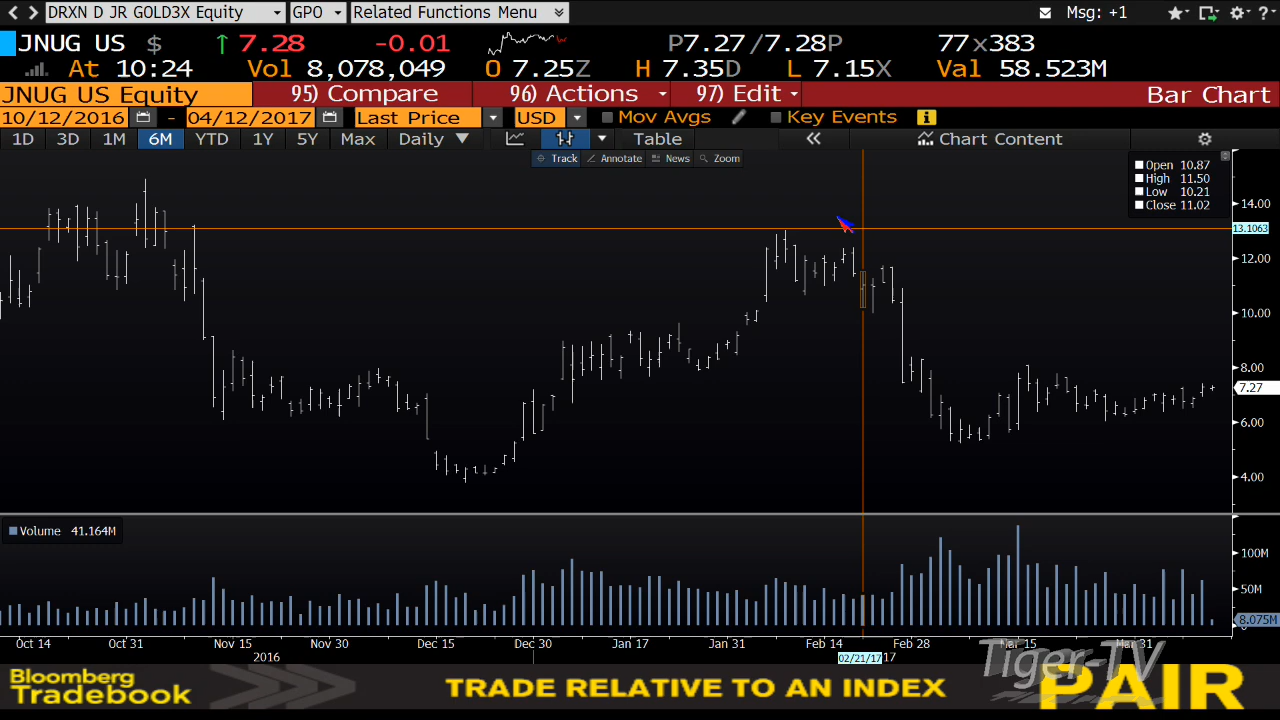 DRXN D JR GOLD3X Equity GPO Related Functions Menu Msg: +1 ?
JNUG US $ ↑ 7.28 -0.01 P7.27/7.28P 77x383
At 10:24 Vol 8,078,049 O 7.25Z H 7.35D L 7.15X Val 58.523M
JNUG US Equity 95) Compare 96) Actions 97) Edit Bar Chart
10/12/2016 - 04/12/2017 Last Price USD Mov Avgs Key Events i
1D 3D 1M 6M YTD 1Y 5Y Max Daily ▼ Table « Chart Content
Track Annotate News Zoom
Open 10.87
High 11.50
Low 10.21
Close 11.02
14.00
13.1063
12.00
10.00
8.00
7.27
6.00
4.00
Volume 41.164M
100M
50M
8.075M
0
Oct 14 Oct 31 Nov 15 Nov 30 Dec 15 Dec 30 Jan 17 Jan 31 Feb 14 Feb 28 Mar 15 Mar 31
2016 02/21/17 17
Tiger-TV
Bloomberg
Tradebook
TRADE RELATIVE TO AN INDEX PAIR